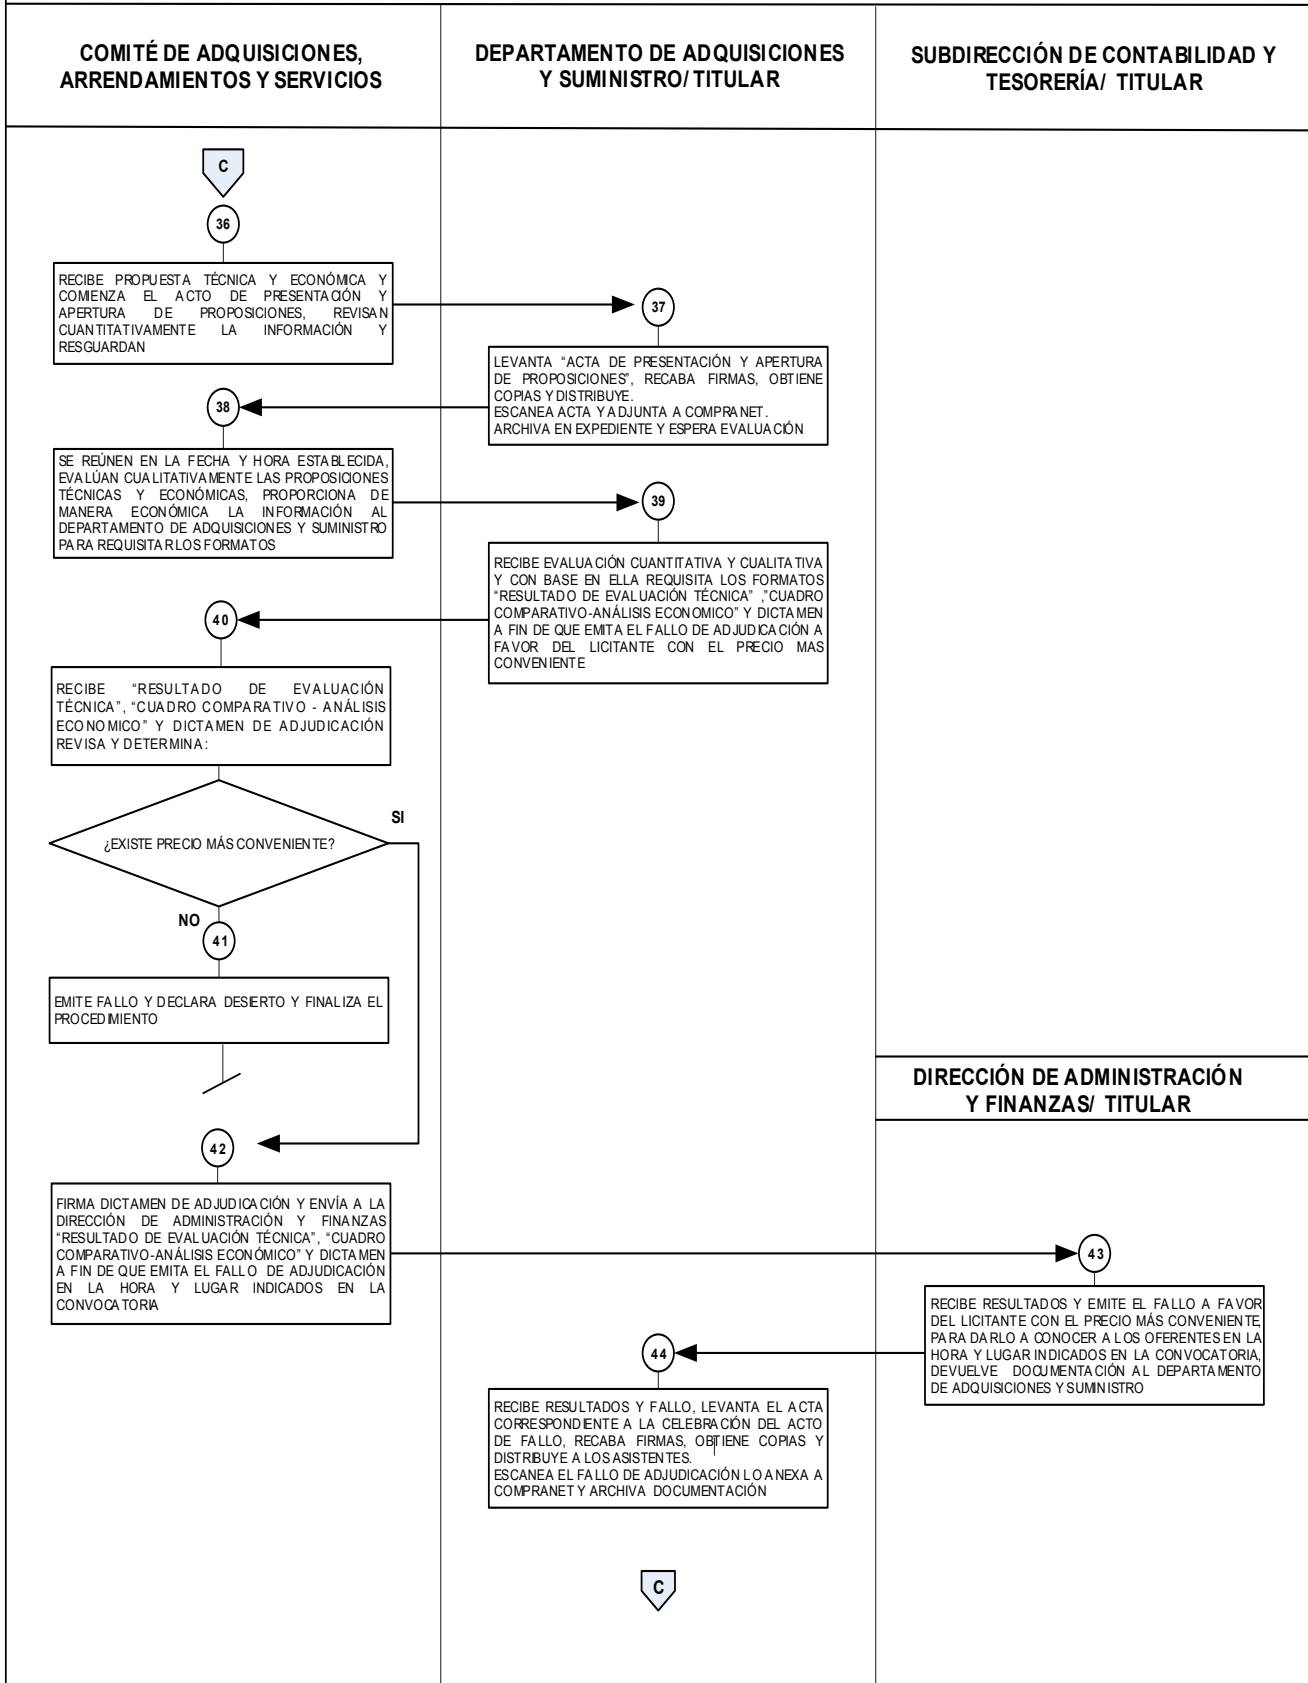 COMITÉ DE ADQUISICIONES,
ARRENDAMIENTOS Y SERVICIOS
DEPARTAMENTO DE ADQUISICIONES
Y SUMINISTRO/ TITULAR
SUBDIRECCIÓN DE CONTABILIDAD Y
TESORERÍA/ TITULAR
C
36
RECIBE PROPUESTA TÉCNICA Y ECONÓMICA Y
COMIENZA EL ACTO DE PRESENTACIÓN Y
APERTURA DE PROPOSICIONES, REVISAN
CUANTITATIVAMENTE LA INFORMACIÓN Y
RESGUARDAN
37
LEVANTA “ACTA DE PRESENTACIÓN Y APERTURA
DE PROPOSICIONES”, RECABA FIRMAS, OBTIENE
COPIAS Y DISTRIBUYE.
ESCANEA ACTA Y ADJUNTA A COMPRANET.
ARCHIVA EN EXPEDIENTE Y ESPERA EVALUACIÓN
38
SE REÚNEN EN LA FECHA Y HORA ESTABLECIDA,
EVALÚAN CUALITATIVAMENTE LAS PROPOSICIONES
TÉCNICAS Y ECONÓMICAS, PROPORCIONA DE
MANERA ECONÓMICA LA INFORMACIÓN AL
DEPARTAMENTO DE ADQUISICIONES Y SUMINISTRO
PARA REQUISITAR LOS FORMATOS
39
RECIBE EVALUACIÓN CUANTITATIVA Y CUALITATIVA
Y CON BASE EN ELLA REQUISITA LOS FORMATOS
“RESULTADO DE EVALUACIÓN TÉCNICA” ,”CUADRO
COMPARATIVO-ANÁLISIS ECONOMICO” Y DICTAMEN
A FIN DE QUE EMITA EL FALLO DE ADJUDICACIÓN A
FAVOR DEL LICITANTE CON EL PRECIO MAS
CONVENIENTE
40
RECIBE “RESULTADO DE EVALUACIÓN
TÉCNICA”, “CUADRO COMPARATIVO - ANÁLISIS
ECONOMICO” Y DICTAMEN DE ADJUDICACIÓN
REVISA Y DETERMINA:
¿EXISTE PRECIO MÁS CONVENIENTE?
SI
NO
41
EMITE FALLO Y DECLARA DESIERTO Y FINALIZA EL
PROCEDIMIENTO
DIRECCIÓN DE ADMINISTRACIÓN
Y FINANZAS/ TITULAR
42
FIRMA DICTAMEN DE ADJUDICACIÓN Y ENVÍA A LA
DIRECCIÓN DE ADMINISTRACIÓN Y FINANZAS
“RESULTADO DE EVALUACIÓN TÉCNICA”, “CUADRO
COMPARATIVO-ANÁLISIS ECONÓMICO” Y DICTAMEN
A FIN DE QUE EMITA EL FALLO DE ADJUDICACIÓN
EN LA HORA Y LUGAR INDICADOS EN LA
CONVOCATORIA
43
RECIBE RESULTADOS Y EMITE EL FALLO A FAVOR
DEL LICITANTE CON EL PRECIO MÁS CONVENIENTE,
PARA DARLO A CONOCER A LOS OFERENTES EN LA
HORA Y LUGAR INDICADOS EN LA CONVOCATORIA,
DEVUELVE DOCUMENTACIÓN AL DEPARTAMENTO
DE ADQUISICIONES Y SUMINISTRO
44
RECIBE RESULTADOS Y FALLO, LEVANTA EL ACTA
CORRESPONDIENTE A LA CELEBRACIÓN DEL ACTO
DE FALLO, RECABA FIRMAS, OBTIENE COPIAS Y
DISTRIBUYE A LOS ASISTENTES.
ESCANEA EL FALLO DE ADJUDICACIÓN LO ANEXA A
COMPRANET Y ARCHIVA DOCUMENTACIÓN
C